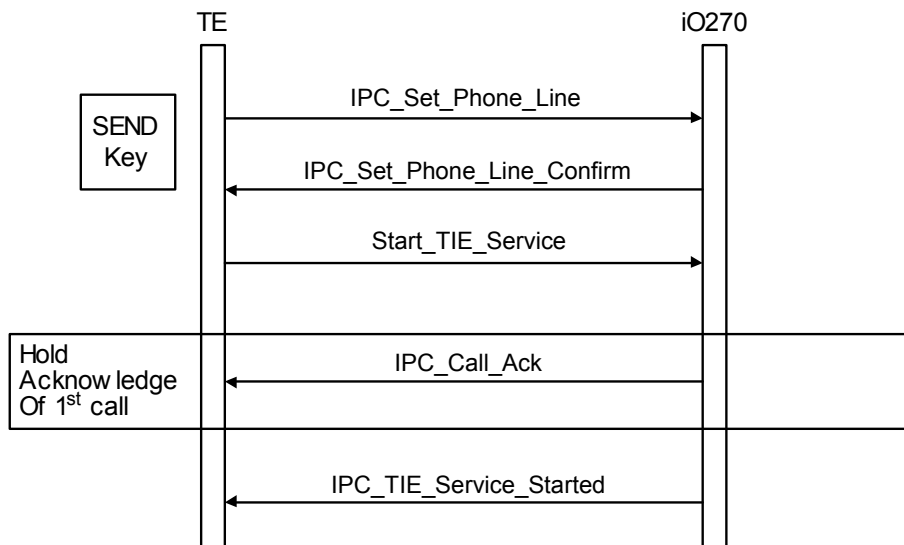 TE
iO270
SEND
Key
IPC_Set_Phone_Line
IPC_Set_Phone_Line_Confirm
Start_TIE_Service
Hold
Acknow ledge
Of 1st call
IPC_Call_Ack
IPC_TIE_Service_Started